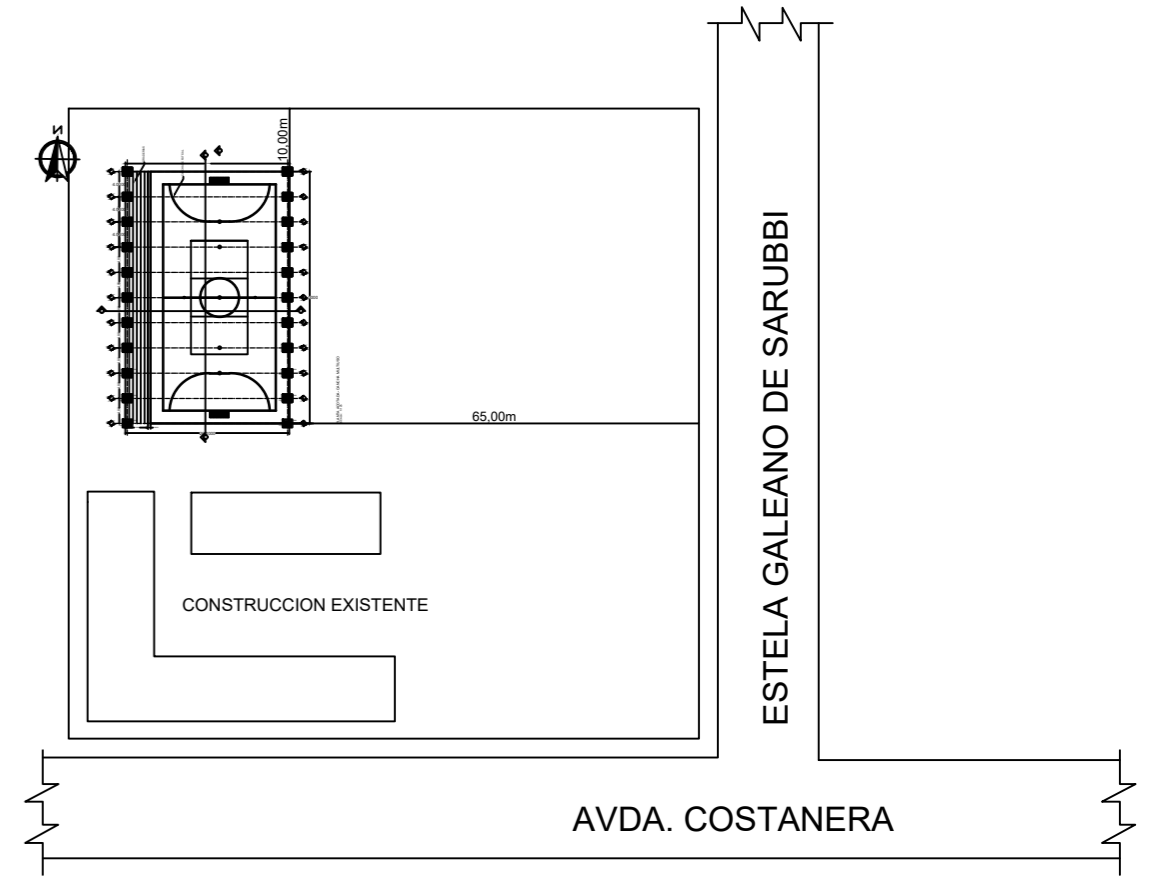 N
10,00m
65,00m
CONSTRUCCION EXISTENTE
ESTELA GALEANO DE SARUBBI
AVDA. COSTANERA